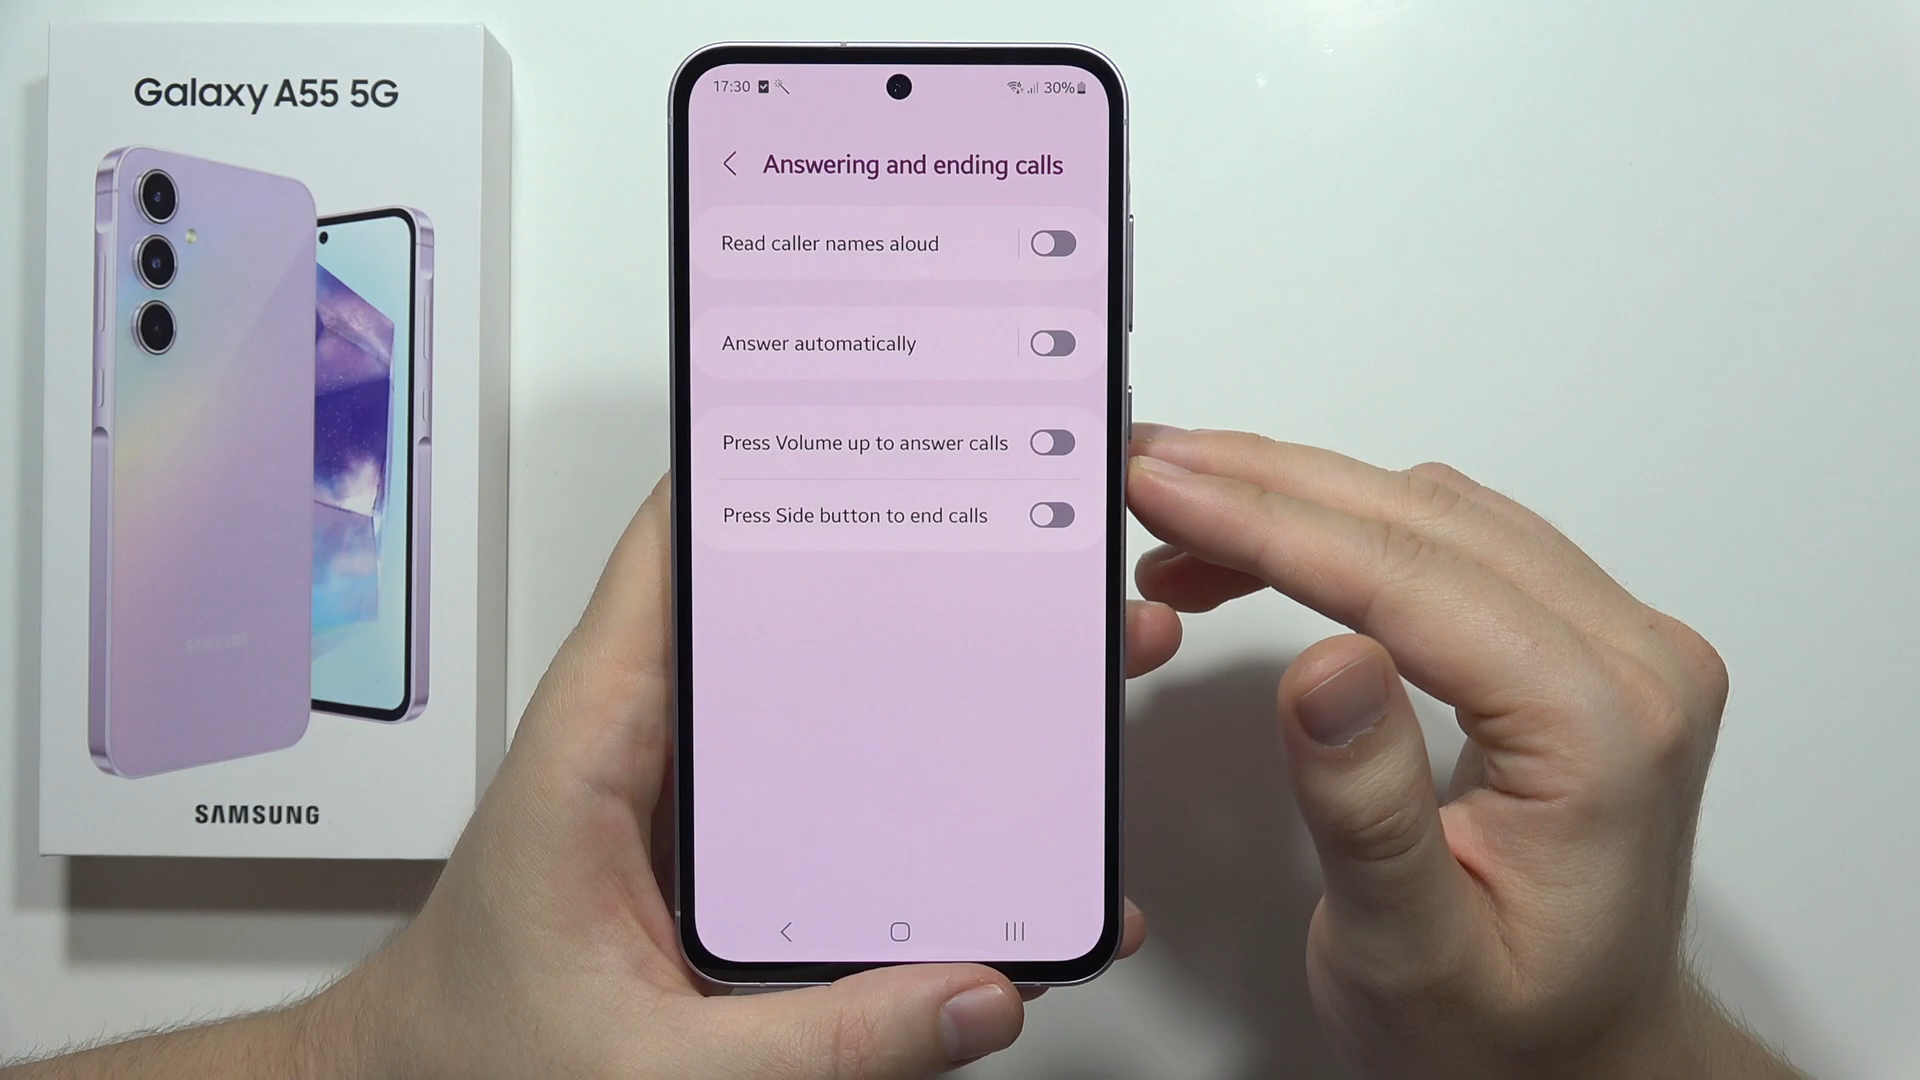 Galaxy A55 5G
SAMSUNG
SAMSUNG
17:30
30%
Answering and ending calls
Read caller names aloud
Answer automatically
Press Volume up to answer calls
Press Side button to end calls